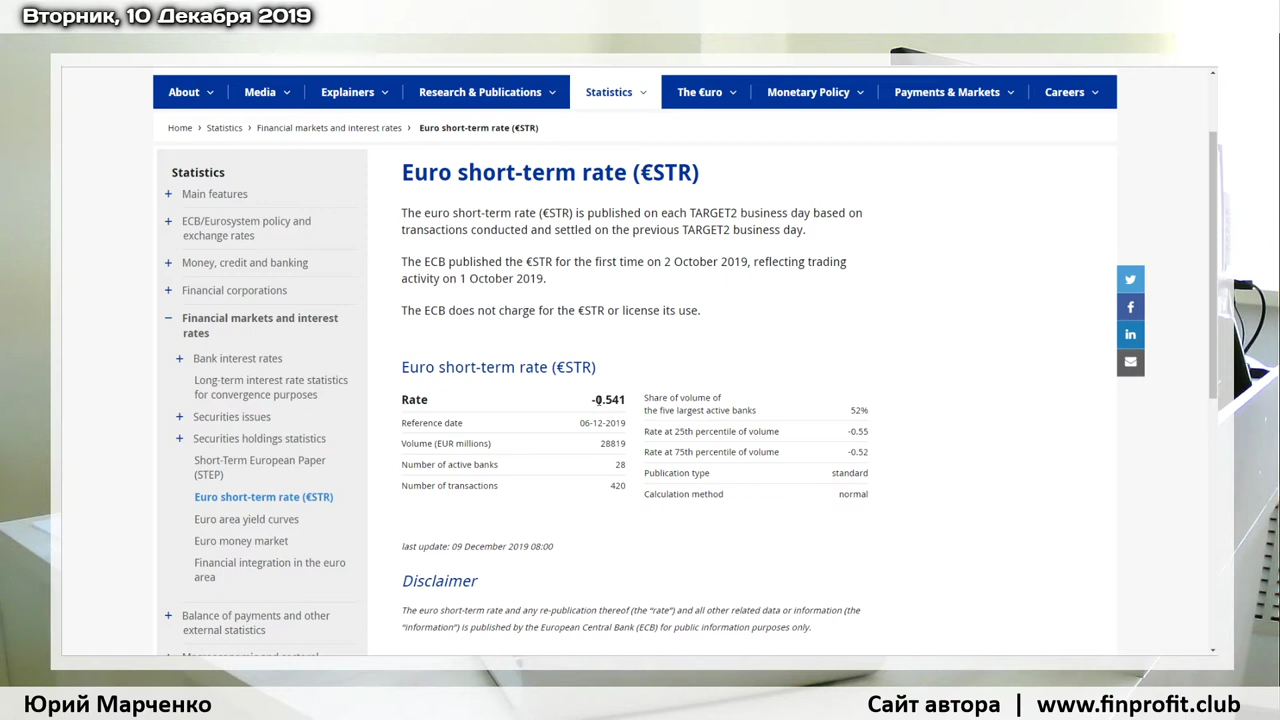 Вторник, 10 Декабря 2019
About Media Explainers Research & Publications Statistics The €uro Monetary Policy Payments & Markets Careers
Home › Statistics › Financial markets and interest rates › Euro short-term rate (€STR)
Statistics
+ Main features
+ ECB/Eurosystem policy and
exchange rates
+ Money, credit and banking
+ Financial corporations
− Financial markets and interest
rates
+ Bank interest rates
Long-term interest rate statistics
for convergence purposes
+ Securities issues
+ Securities holdings statistics
Short-Term European Paper
(STEP)
Euro short-term rate (€STR)
Euro area yield curves
Euro money market
Financial integration in the euro
area
+ Balance of payments and other
external statistics
Euro short-term rate (€STR)
The euro short-term rate (€STR) is published on each TARGET2 business day based on
transactions conducted and settled on the previous TARGET2 business day.
The ECB published the €STR for the first time on 2 October 2019, reflecting trading
activity on 1 October 2019.
The ECB does not charge for the €STR or license its use.
Euro short-term rate (€STR)
Rate -0.541
Reference date 06-12-2019
Volume (EUR millions) 28819
Number of active banks 28
Number of transactions 420
Share of volume of
the five largest active banks 52%
Rate at 25th percentile of volume -0.55
Rate at 75th percentile of volume -0.52
Publication type standard
Calculation method normal
last update: 09 December 2019 08:00
Disclaimer
The euro short-term rate and any re-publication thereof (the “rate”) and all other related data or information (the
“information”) is published by the European Central Bank (ECB) for public information purposes only.
Юрий Марченко
Сайт автора | www.finprofit.club